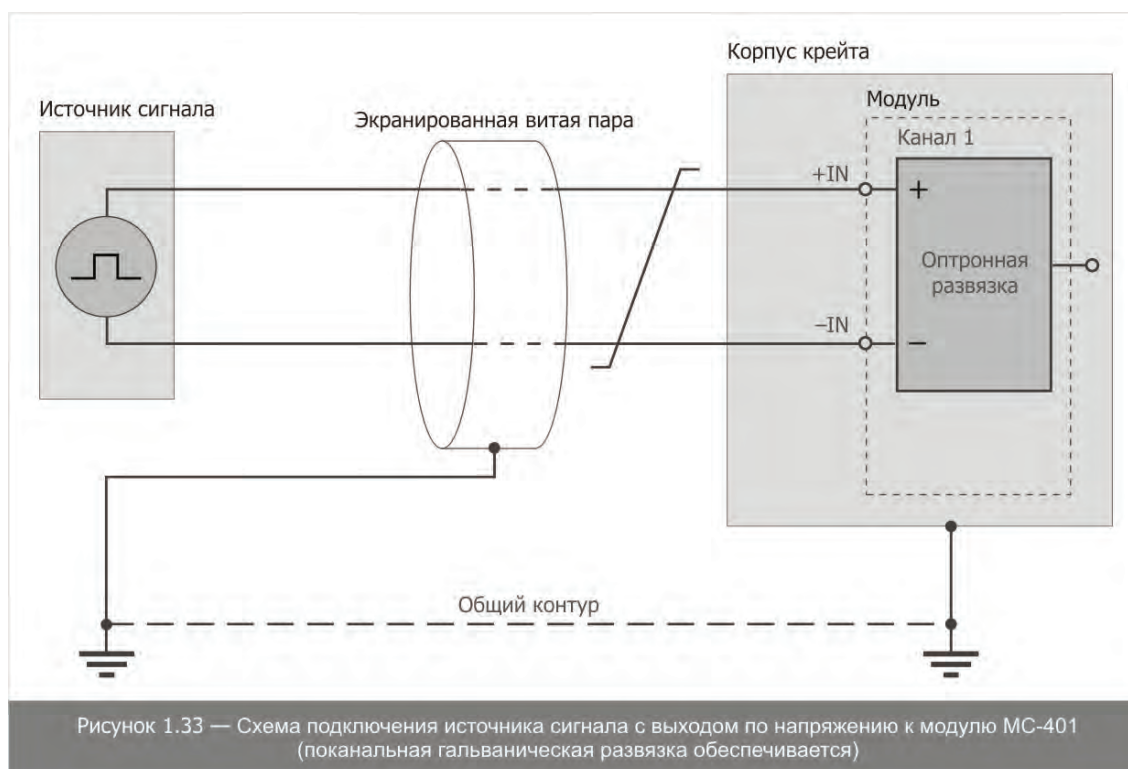 Корпус крейта
Источник сигнала
Модуль
Экранированная витая пара
Канал 1
+IN
+
Оптронная
развязка
–IN
–
Общий контур
Рисунок 1.33 — Схема подключения источника сигнала с выходом по напряжению к модулю МС-401
(поканальная гальваническая развязка обеспечивается)